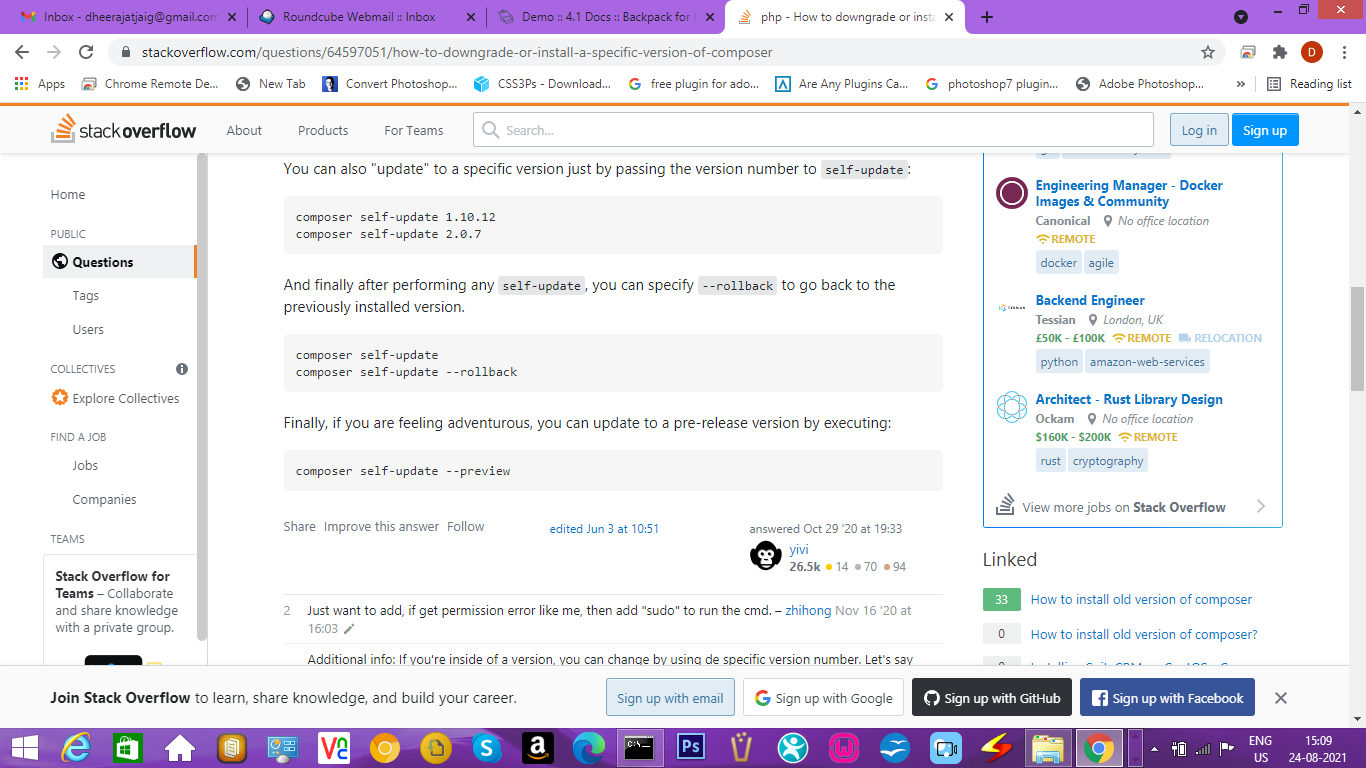 Inbox - dheerajatjaig@gmail.com
Roundcube Webmail :: Inbox
Demo :: 4.1 Docs :: Backpack for
php - How to downgrade or insta
stackoverflow.com/questions/64597051/how-to-downgrade-or-install-a-specific-version-of-composer
D
Apps
Chrome Remote De...
New Tab
Convert Photoshop...
CSS3Ps - Download...
free plugin for ado...
Are Any Plugins Ca...
photoshop7 plugin...
Adobe Photoshop...
»
Reading list
stack overflow
About
Products
For Teams
Search...
Log in
Sign up
Home
PUBLIC
Questions
Tags
Users
COLLECTIVES
Explore Collectives
FIND A JOB
Jobs
Companies
TEAMS
Stack Overflow for
Teams – Collaborate
and share knowledge
with a private group.
You can also "update" to a specific version just by passing the version number to self-update:
composer self-update 1.10.12
composer self-update 2.0.7
And finally after performing any self-update, you can specify --rollback to go back to the
previously installed version.
composer self-update
composer self-update --rollback
Finally, if you are feeling adventurous, you can update to a pre-release version by executing:
composer self-update --preview
Share Improve this answer Follow
edited Jun 3 at 10:51
answered Oct 29 '20 at 19:33
yivi
26.5k 14 70 94
2
Just want to add, if get permission error like me, then add "sudo" to run the cmd. – zhihong Nov 16 '20 at
16:03
Additional info: If you're inside of a version, you can change by using de specific version number. Let's say
Engineering Manager - Docker
Images & Community
Canonical No office location
REMOTE
docker agile
Backend Engineer
Tessian London, UK
£50K - £100K REMOTE RELOCATION
python amazon-web-services
Architect - Rust Library Design
Ockam No office location
$160K - $200K REMOTE
rust cryptography
View more jobs on Stack Overflow
Linked
33 How to install old version of composer
0 How to install old version of composer?
Join Stack Overflow to learn, share knowledge, and build your career.
Sign up with email
Sign up with Google
Sign up with GitHub
Sign up with Facebook
ENG
US
15:09
24-08-2021